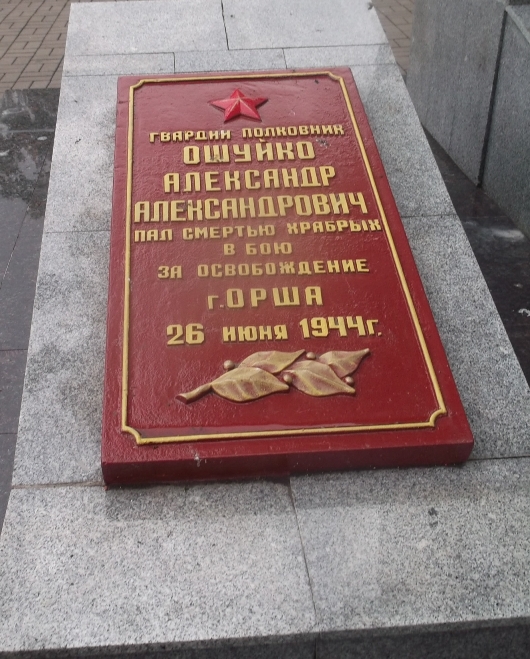 ГВАРДИИ ПОЛКОВНИК
ОШУЙКО
АЛЕКСАНДР
АЛЕКСАНДРОВИЧ
ПАЛ СМЕРТЬЮ ХРАБРЫХ
В БОЮ
ЗА ОСВОБОЖДЕНИЕ
г.ОРША
26 июня 1944г.